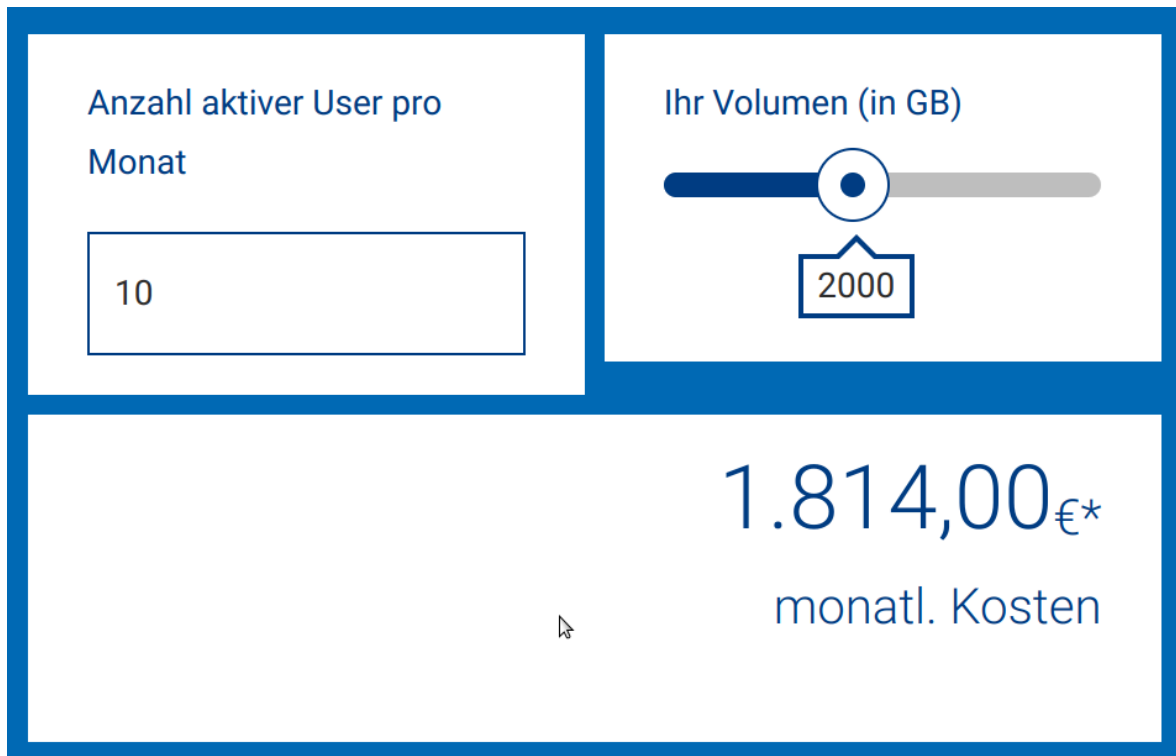 Anzahl aktiver User pro
Monat
10
Ihr Volumen (in GB)
2000
1.814,00€*
monatl. Kosten